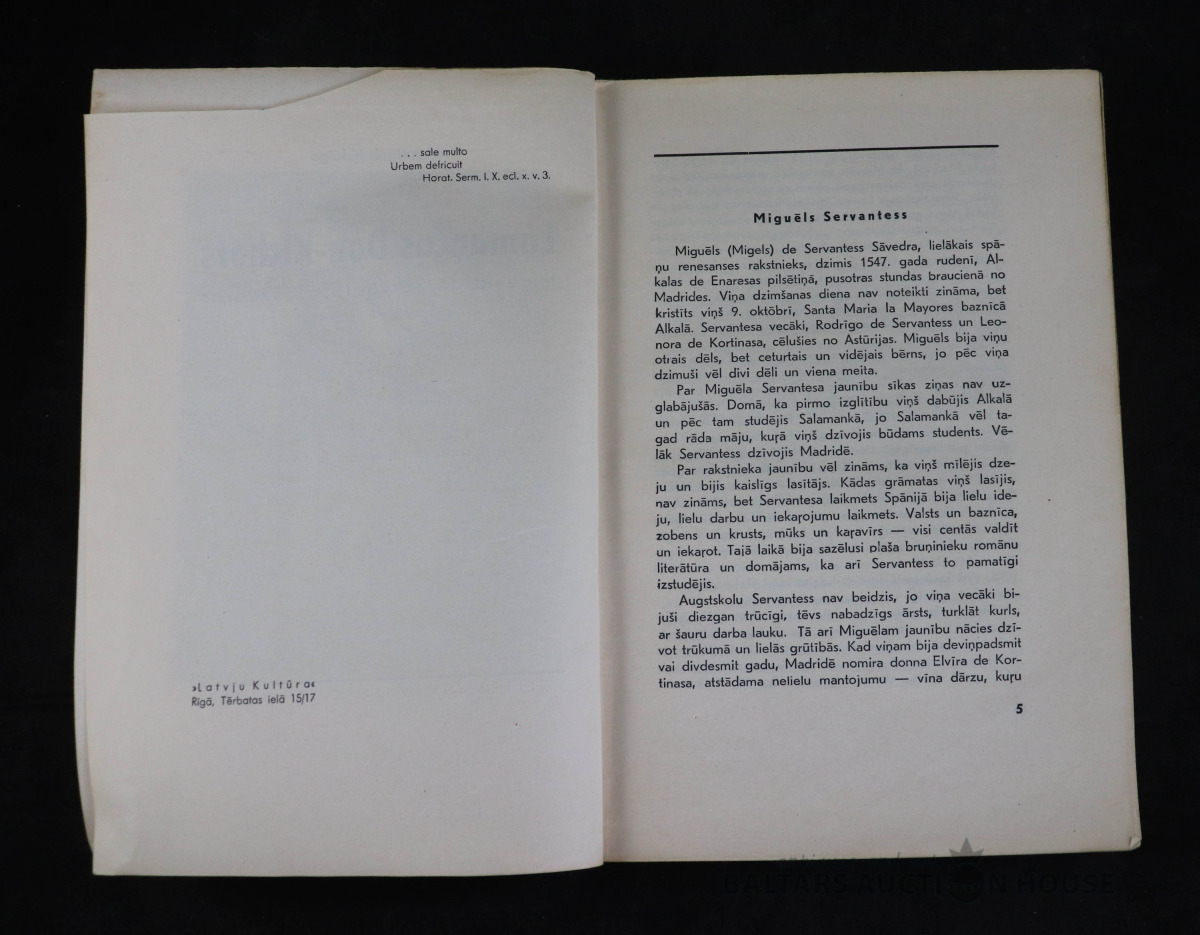 ... sale multo
Urbem defricuit
Horat. Serm. I. X. ecl. x. v. 3.
»Latvju Kultūra«
Rīgā, Tērbatas ielā 15/17
Miguēls Servantess
Miguēls (Migels) de Servantess Sāvedra, lielākais spā-
ņu renesanses rakstnieks, dzimis 1547. gada rudenī, Al-
kalas de Enaresas pilsētiņā, pusotras stundas braucienā no
Madrides. Viņa dzimšanas diena nav noteikti zināma, bet
kristīts viņš 9. oktōbrī, Santa Maria la Mayores baznīcā
Alkalā. Servantesa vecāki, Rodrīgo de Servantess un Leo-
nora de Kortinasa, cēlušies no Astūrijas. Miguēls bija viņu
otrais dēls, bet ceturtais un vidējais bērns, jo pēc viņa
dzimuši vēl divi dēli un viena meita.
Par Miguēla Servantesa jaunību sīkas ziņas nav uz-
glabājušās. Domā, ka pirmo izglītību viņš dabūjis Alkalā
un pēc tam studējis Salamankā, jo Salamankā vēl ta-
gad rāda māju, kuŗā viņš dzīvojis būdams students. Vē-
lāk Servantess dzīvojis Madridē.
Par rakstnieka jaunību vēl zināms, ka viņš mīlējis dze-
ju un bijis kaislīgs lasītājs. Kādas grāmatas viņš lasījis,
nav zināms, bet Servantesa laikmets Spānijā bija lielu ide-
ju, lielu darbu un iekaŗojumu laikmets. Valsts un baznīca,
zobens un krusts, mūks un kaŗavīrs — visi centās valdīt
un iekaŗot. Tajā laikā bija sazēlusi plaša bruņinieku romānu
literātūra un domājams, ka arī Servantess to pamatīgi
izstudējis.
Augstskolu Servantess nav beidzis, jo viņa vecāki bi-
juši diezgan trūcīgi, tēvs nabadzīgs ārsts, turklāt kurls,
ar šauru darba lauku. Tā arī Miguēlam jaunību nācies dzī-
vot trūkumā un lielās grūtībās. Kad viņam bija deviņpadsmit
vai divdesmit gadu, Madridē nomira donna Elvīra de Kor-
tinasa, atstādama nelielu mantojumu — vīna dārzu, kuŗu
5
BALTARS AUCTION HOUSE